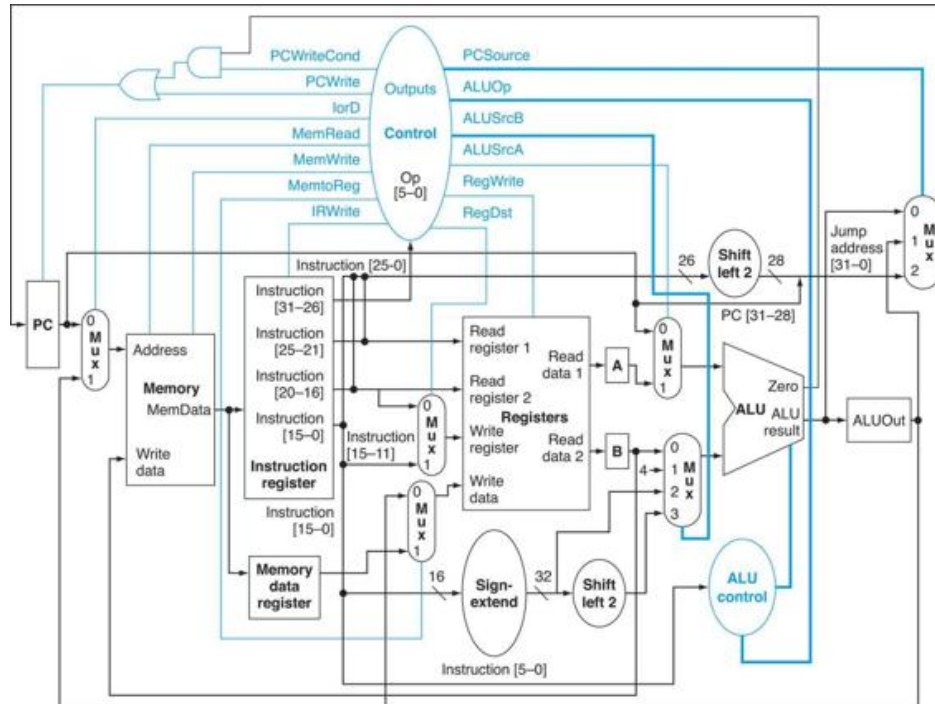 PCWriteCond
PCWrite
IorD
MemRead
MemWrite
MemtoReg
IRWrite
Outputs
Control
Op
[5–0]
PCSource
ALUOp
ALUSrcB
ALUSrcA
RegWrite
RegDst
PC
0
M
u
x
1
Address
Memory
MemData
Write
data
Instruction [25-0]
Instruction
[31–26]
Instruction
[25–21]
Instruction
[20–16]
Instruction
[15–0]
Instruction
register
Instruction
[15–0]
Memory
data
register
Instruction
[15–11]
0
M
u
x
1
0
M
u
x
1
Read
register 1
Read
register 2
Registers
Write
register
Write
data
Read
data 1
Read
data 2
16
Sign-
extend
32
Shift
left 2
Instruction [5–0]
A
B
0
M
u
x
1
4
0
1
2
3
M
u
x
26
Shift
left 2
28
Jump
address
[31–0]
PC [31–28]
Zero
ALU
ALU
result
ALUOut
ALU
control
0
1
2
M
u
x